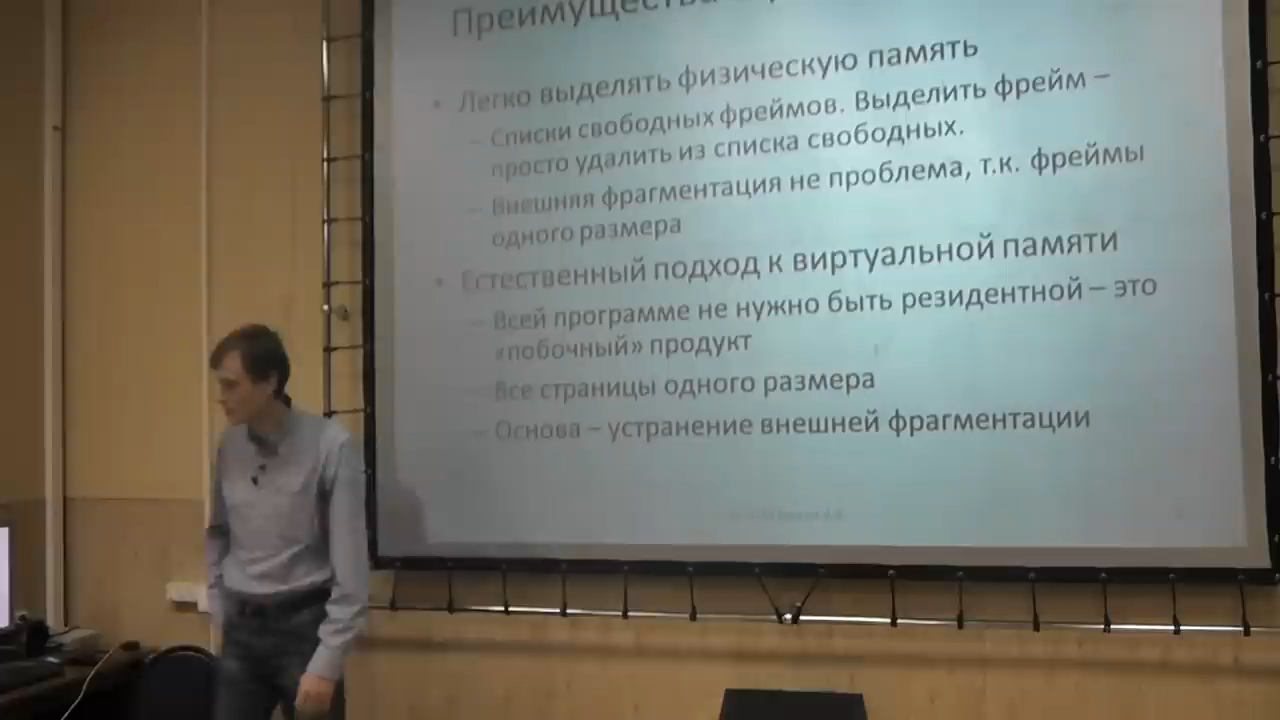 Преимущества
• Легко выделять физическую память
– Списки свободных фреймов. Выделить фрейм –
просто удалить из списка свободных.
– Внешняя фрагментация не проблема, т.к. фреймы
одного размера
• Естественный подход к виртуальной памяти
– Всей программе не нужно быть резидентной – это
«побочный» продукт
– Все страницы одного размера
– Основа – устранение внешней фрагментации